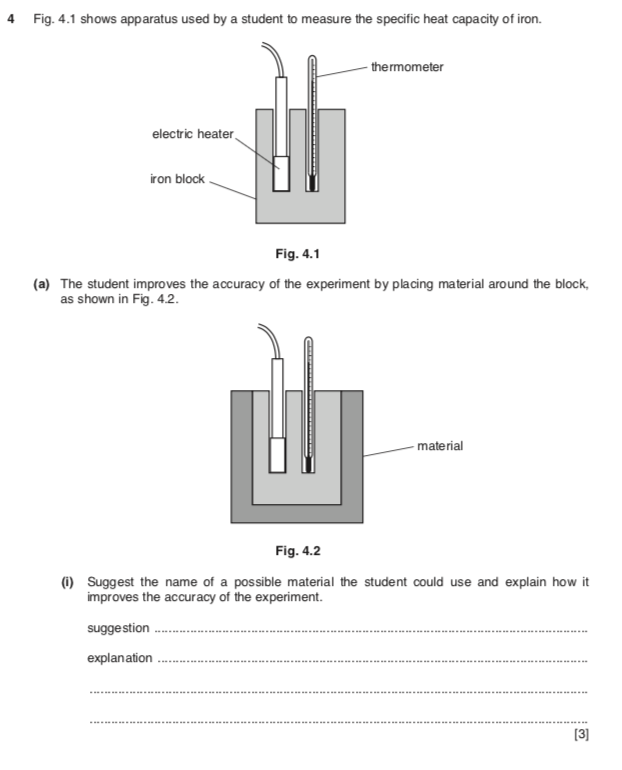 4 Fig. 4.1 shows apparatus used by a student to measure the specific heat capacity of iron.
thermometer
electric heater
iron block
Fig. 4.1
(a) The student improves the accuracy of the experiment by placing material around the block,
as shown in Fig. 4.2.
material
Fig. 4.2
(i) Suggest the name of a possible material the student could use and explain how it
improves the accuracy of the experiment.
suggestion ................................................................
explanation ................................................................
................................................................
................................................................
[3]